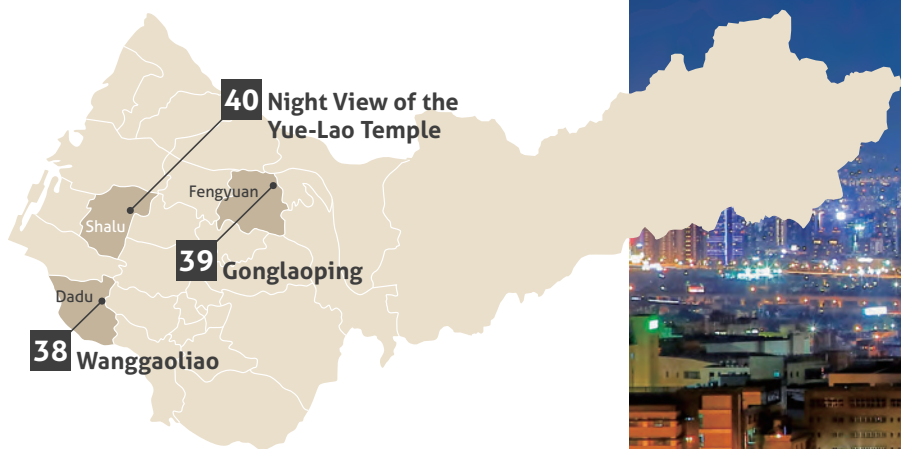 40 Night View of the
Yue-Lao Temple
Fengyuan
Shalu
39 Gonglaoping
Dadu
38 Wanggaoliao